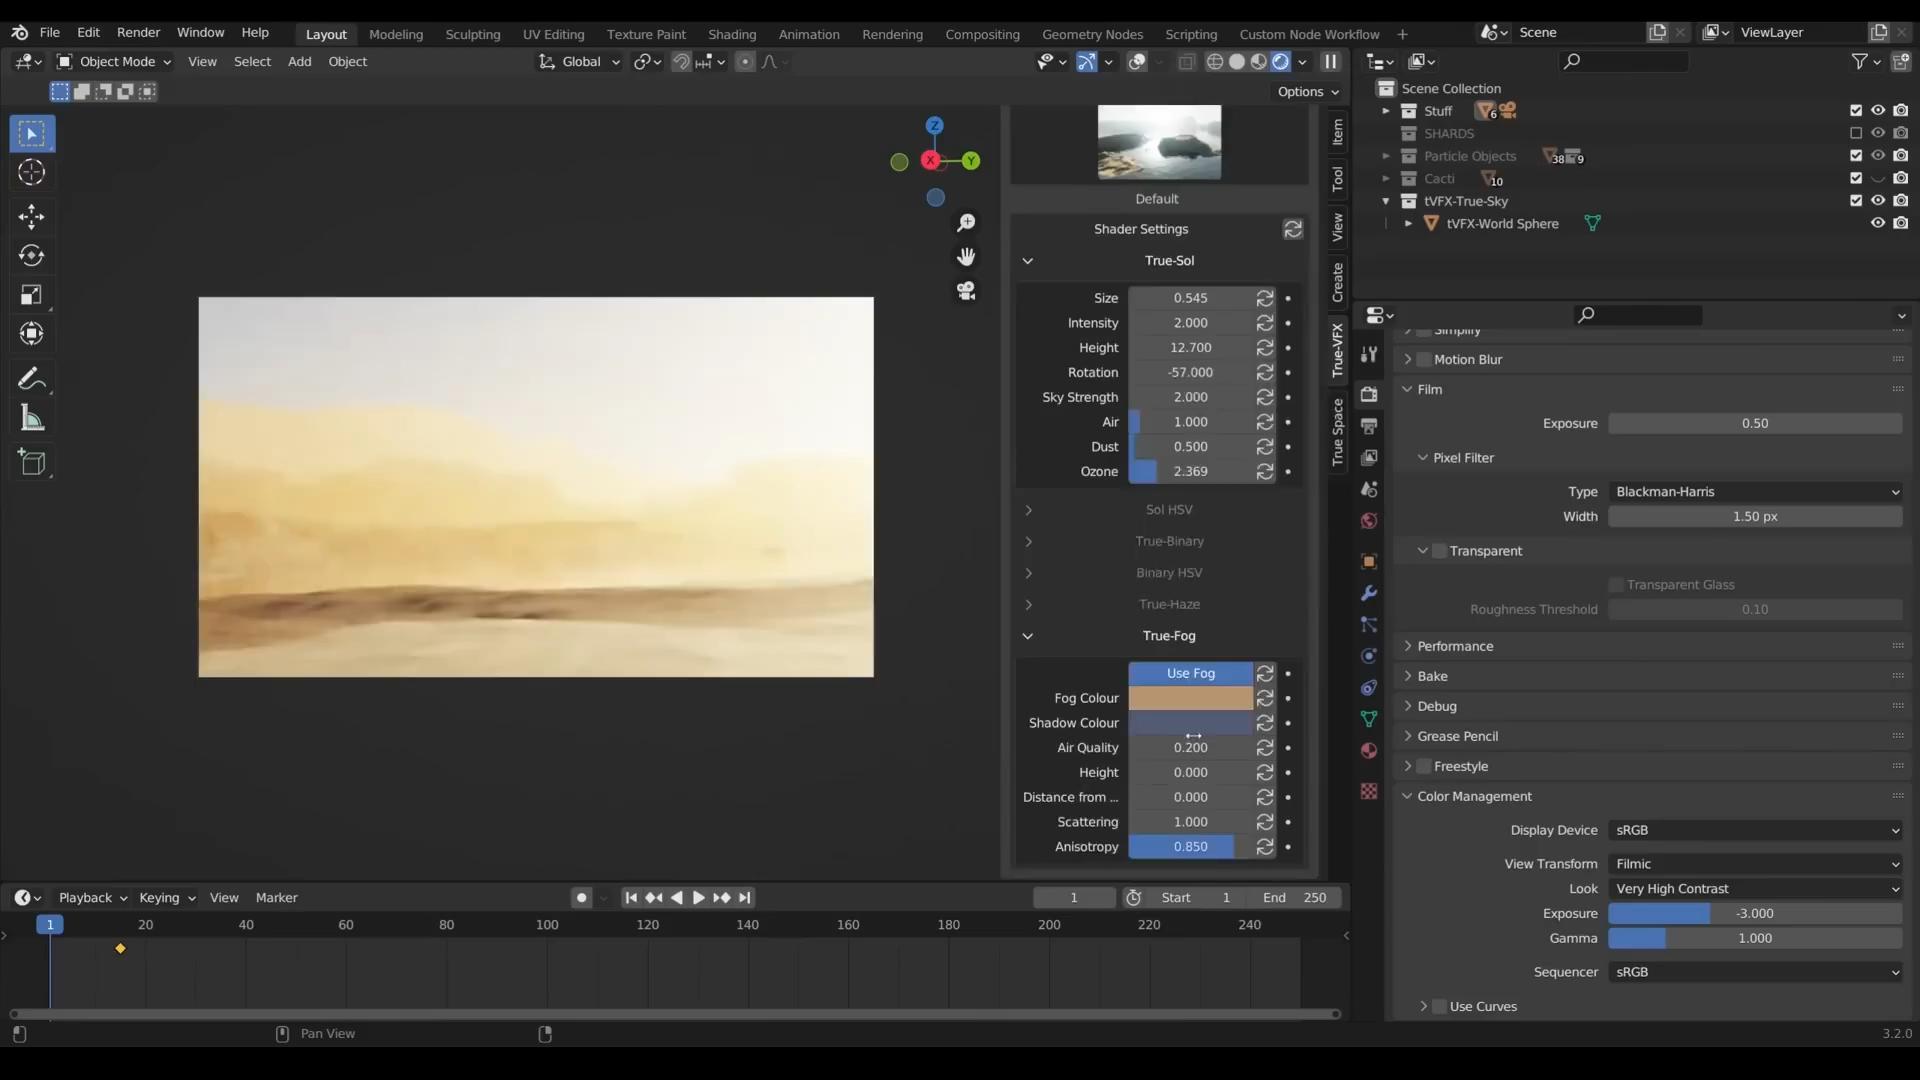 File Edit Render Window Help Layout Modeling Sculpting UV Editing Texture Paint Shading Animation Rendering Compositing Geometry Nodes Scripting Custom Node Workflow + Scene ViewLayer
Object Mode View Select Add Object Global
Options
Z
X
Y
Item
Tool
View
Create
True-VFX
True Space
Default
Shader Settings
True-Sol
Size 0.545
Intensity 2.000
Height 12.700
Rotation -57.000
Sky Strength 2.000
Air 1.000
Dust 0.500
Ozone 2.369
Sol HSV
True-Binary
Binary HSV
True-Haze
True-Fog
Use Fog
Fog Colour
Shadow Colour
Air Quality 0.200
Height 0.000
Distance from ... 0.000
Scattering 1.000
Anisotropy 0.850
Scene Collection
Stuff 6
SHARDS
Particle Objects 38 9
Cacti 10
tVFX-True-Sky
tVFX-World Sphere
Simplify
Motion Blur
Film
Exposure 0.50
Pixel Filter
Type Blackman-Harris
Width 1.50 px
Transparent
Transparent Glass
Roughness Threshold 0.10
Performance
Bake
Debug
Grease Pencil
Freestyle
Color Management
Display Device sRGB
View Transform Filmic
Look Very High Contrast
Exposure -3.000
Gamma 1.000
Sequencer sRGB
Use Curves
Playback Keying View Marker 1 Start 1 End 250
1 20 40 60 80 100 120 140 160 180 200 220 240
Pan View 3.2.0